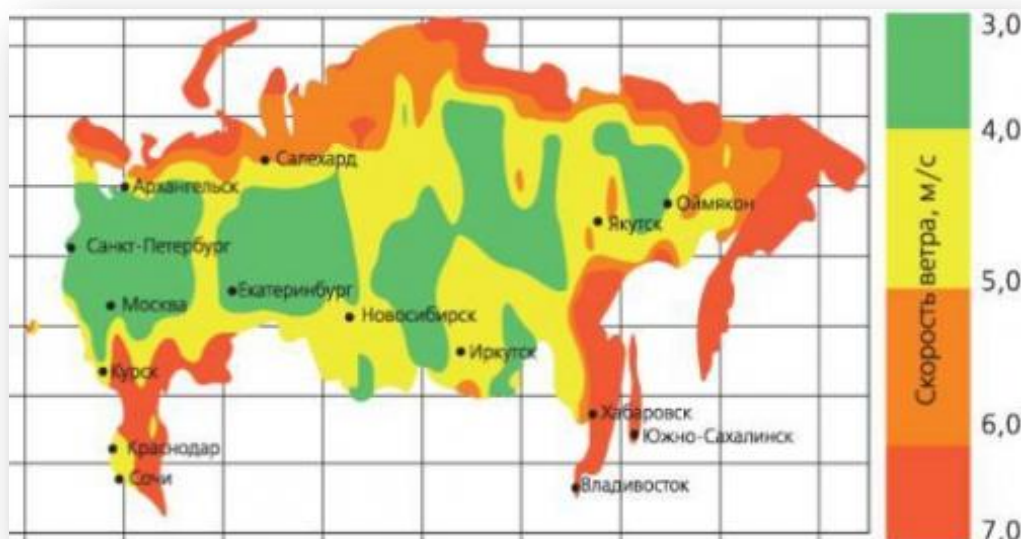 3,0
4,0
5,0
6,0
7,0
Скорость ветра, м/с
Салехард
Архангельск
Оймякон
Якутск
Санкт-Петербург
Екатеринбург
Москва
Новосибирск
Иркутск
Курск
Хабаровск
Южно-Сахалинск
Краснодар
Сочи
Владивосток